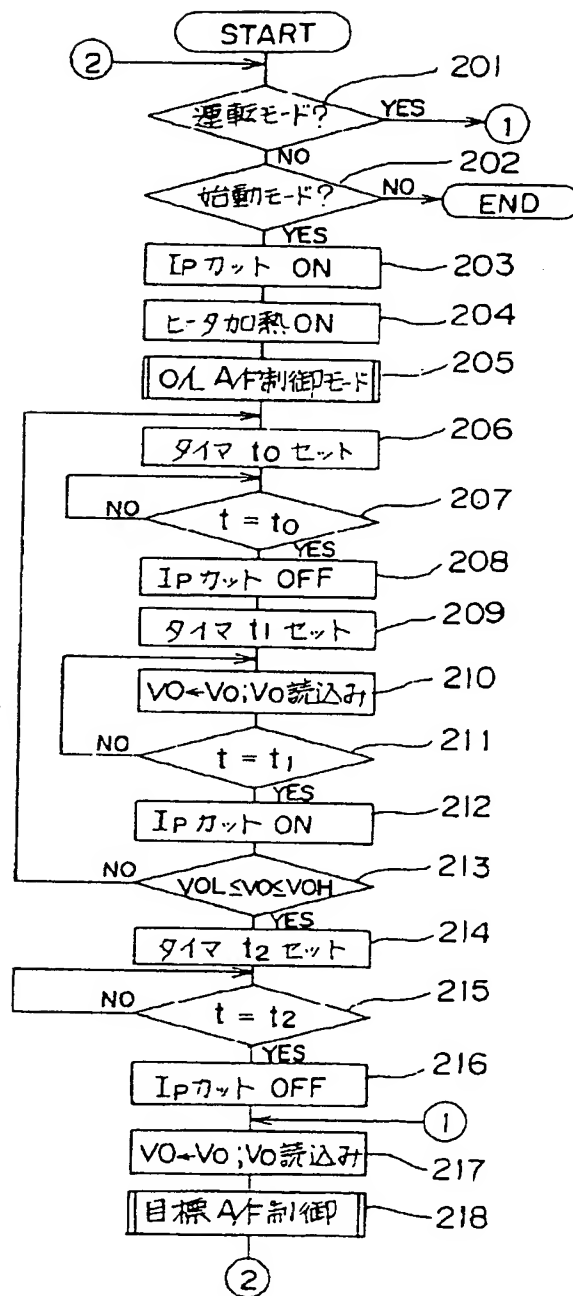 START
②
201
運転モード?
YES
①
NO
202
始動モード?
NO
END
YES
IPカット ON
203
ヒータ加熱ON
204
O/L A/F制御モード
205
タイマ t0 セット
206
207
NO
t = t0
YES
IPカット OFF
208
タイマ t1 セット
209
VO←Vo;Vo読込み
210
NO
t = t1
211
YES
IPカット ON
212
NO
VOL≤VO≤VOH
213
YES
タイマ t2 セット
214
NO
t = t2
215
YES
IPカット OFF
216
①
VO←Vo;Vo読込み
217
目標 A/F制御
218
②